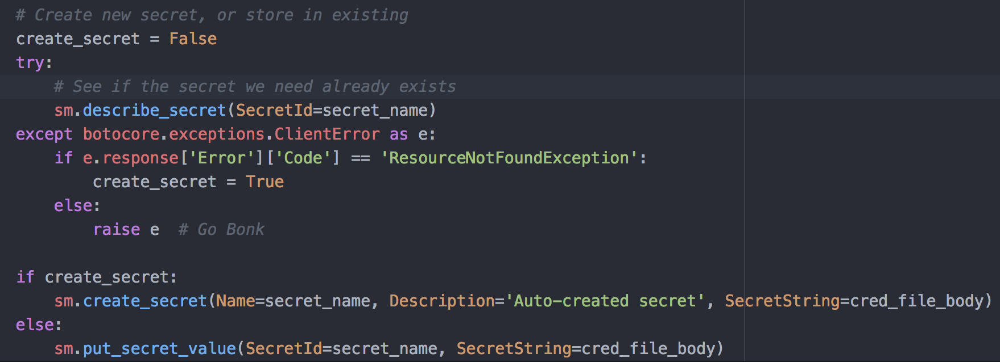 # Create new secret, or store in existing
create_secret = False
try:
    # See if the secret we need already exists
    sm.describe_secret(SecretId=secret_name)
except botocore.exceptions.ClientError as e:
    if e.response['Error']['Code'] == 'ResourceNotFoundException':
        create_secret = True
    else:
        raise e  # Go Bonk

if create_secret:
    sm.create_secret(Name=secret_name, Description='Auto-created secret', SecretString=cred_file_body)
else:
    sm.put_secret_value(SecretId=secret_name, SecretString=cred_file_body)